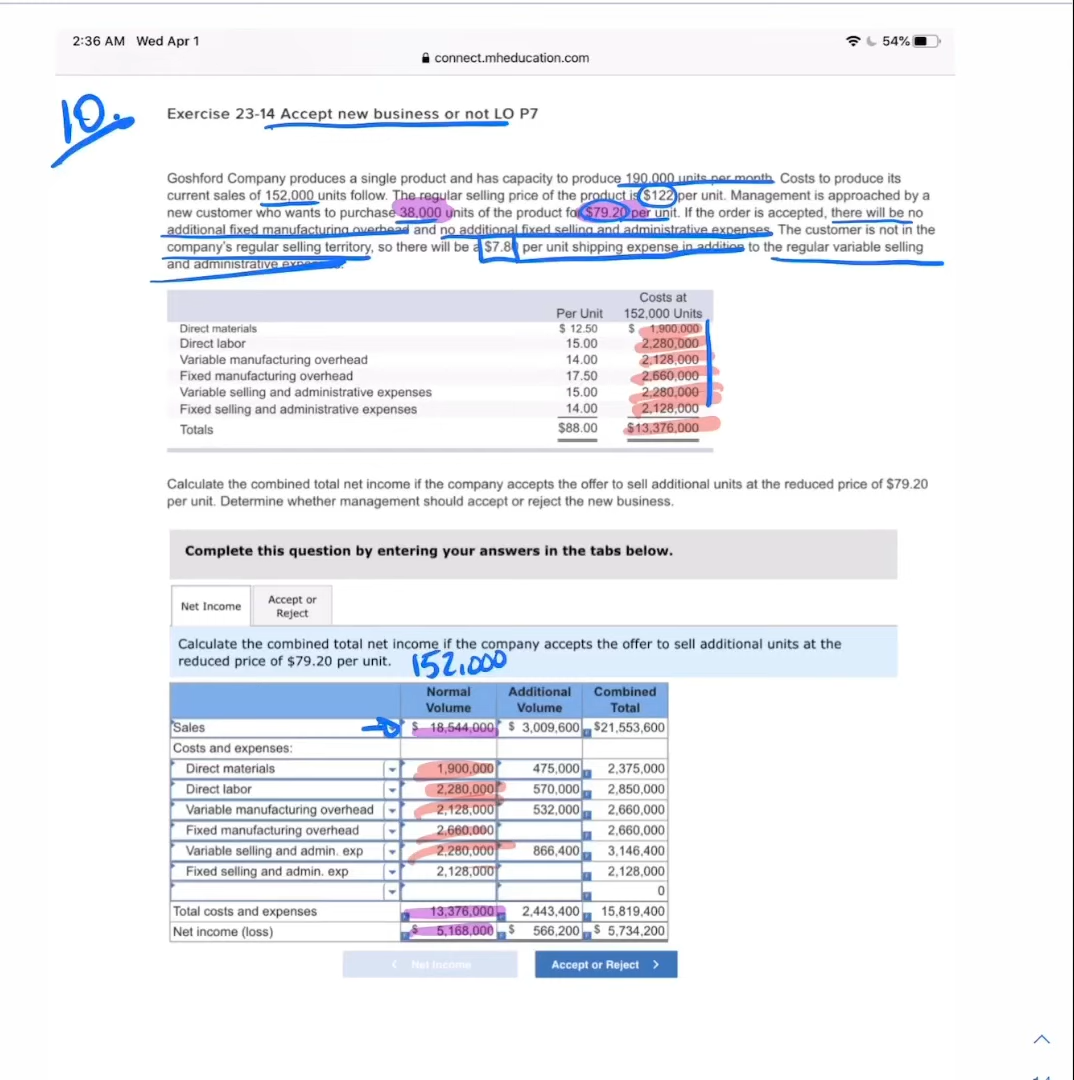 2:36 AM Wed Apr 1
54%
connect.mheducation.com
10.
Exercise 23-14 Accept new business or not LO P7
Goshford Company produces a single product and has capacity to produce 190,000 units per month. Costs to produce its
current sales of 152,000 units follow. The regular selling price of the product is $122 per unit. Management is approached by a
new customer who wants to purchase 38,000 units of the product for $79.20 per unit. If the order is accepted, there will be no
additional fixed manufacturing overhead and no additional fixed selling and administrative expenses. The customer is not in the
company's regular selling territory, so there will be a $7.8 per unit shipping expense in addition to the regular variable selling
and administrative expenses.
Costs at
Per Unit 152,000 Units
Direct materials $ 12.50 $ 1,900,000
Direct labor 15.00 2,280,000
Variable manufacturing overhead 14.00 2,128,000
Fixed manufacturing overhead 17.50 2,660,000
Variable selling and administrative expenses 15.00 2,280,000
Fixed selling and administrative expenses 14.00 2,128,000
Totals $88.00 $13,376,000
Calculate the combined total net income if the company accepts the offer to sell additional units at the reduced price of $79.20
per unit. Determine whether management should accept or reject the new business.
Complete this question by entering your answers in the tabs below.
Net Income
Accept or
Reject
Calculate the combined total net income if the company accepts the offer to sell additional units at the
reduced price of $79.20 per unit.
152,000
Normal Additional Combined
Volume Volume Total
Sales $ 18,544,000 $ 3,009,600 $21,553,600
Costs and expenses:
Direct materials 1,900,000 475,000 2,375,000
Direct labor 2,280,000 570,000 2,850,000
Variable manufacturing overhead 2,128,000 532,000 2,660,000
Fixed manufacturing overhead 2,660,000 2,660,000
Variable selling and admin. exp 2,280,000 866,400 3,146,400
Fixed selling and admin. exp 2,128,000 2,128,000
0
Total costs and expenses 13,376,000 2,443,400 15,819,400
Net income (loss) $ 5,168,000 $ 566,200 $ 5,734,200
< Net Income
Accept or Reject >